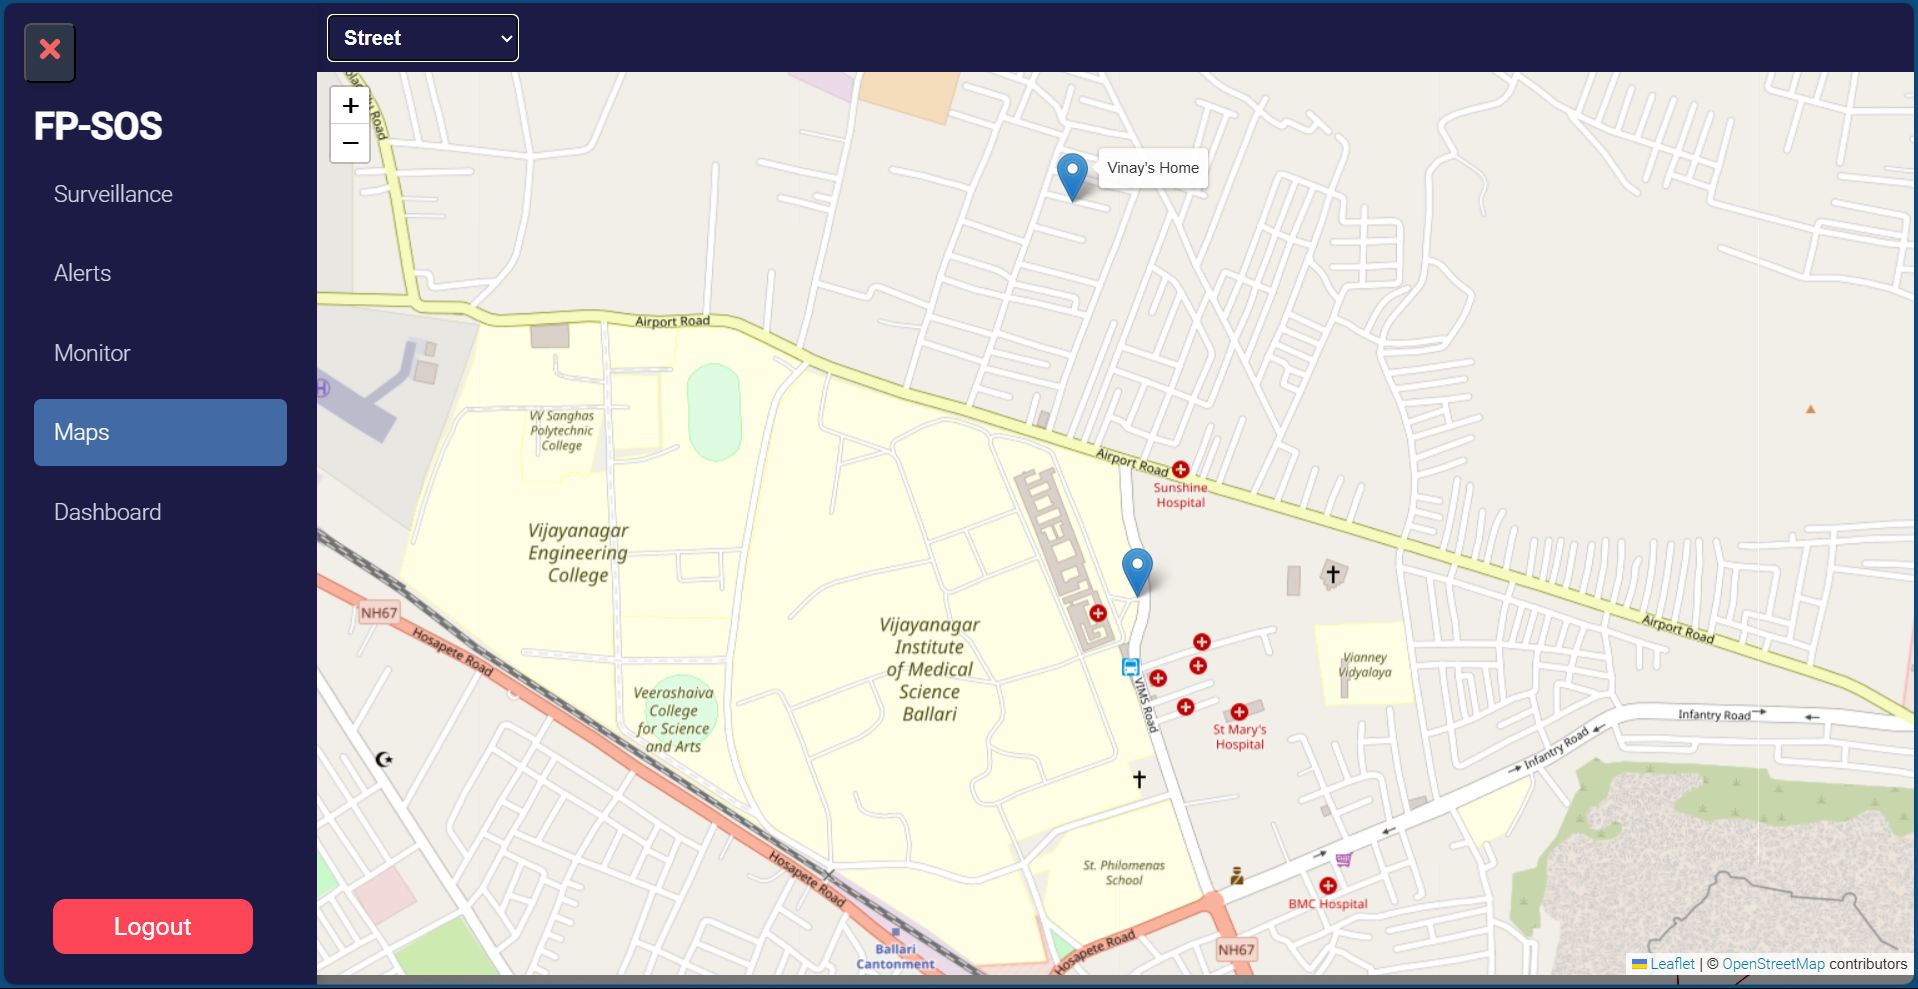 Street
FP-SOS
Surveillance
Alerts
Monitor
Maps
Dashboard
Logout
+
−
Road
Vinay's Home
Airport Road
VV Sanghas
Polytechnic
College
Airport Road
Sunshine
Hospital
Vijayanagar
Engineering
College
NH67
Hosapete Road
Vijayanagar
Institute
of Medical
Science
Ballari
Airport Road
Vianney
Vidyalaya
Veerashaiva
College
for Science
and Arts
VIMS Road
St Mary's
Hospital
Infantry Road
Infantry Road
St. Philomenas
School
Hosapete Road
BMC Hospital
Ballari
Cantonment
Hosapete Road
NH67
H
Leaflet | © OpenStreetMap contributors